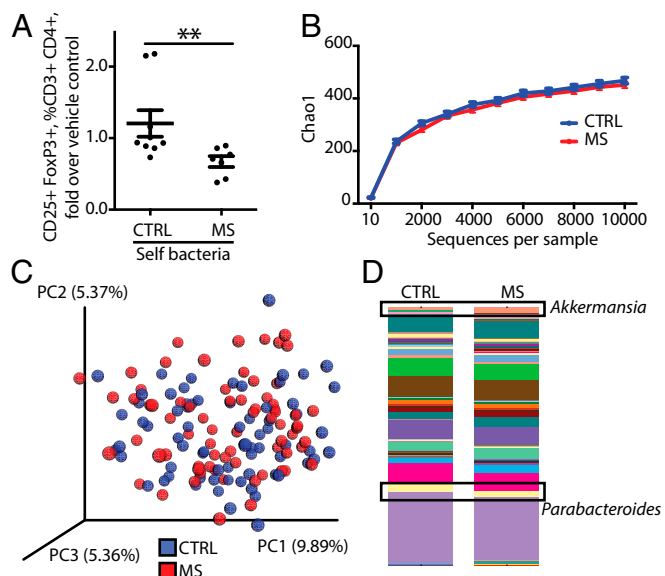 A
**
CD25+ FoxP3+, %CD3+ CD4+,
fold over vehicle control
2.0
1.0
0.0
CTRL
MS
Self bacteria
B
Chao1
600
400
200
0
CTRL
MS
10
2000
4000
6000
8000
10000
Sequences per sample
C
PC2 (5.37%)
PC3 (5.36%)
PC1 (9.89%)
CTRL
MS
D
CTRL
MS
Akkermansia
Parabacteroides